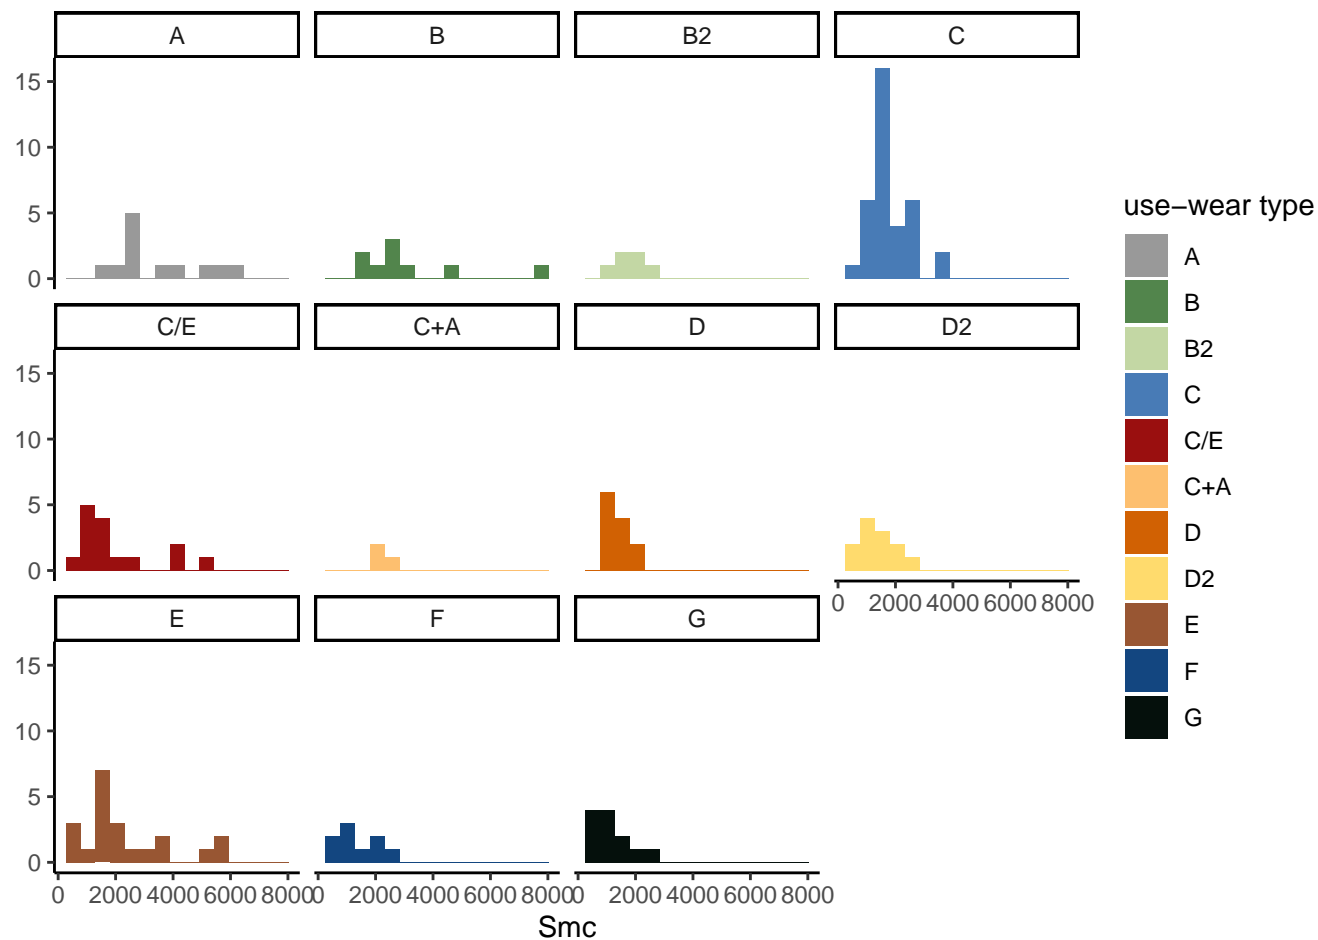 A B B2 C
15
10
5
0
C/E C+A D D2
15
10
5
0
0 2000 4000 6000 8000
E F G
15
10
5
0
0 2000 4000 6000 8000 0 2000 4000 6000 8000 0 2000 4000 6000 8000
Smc
use−wear type
A
B
B2
C
C/E
C+A
D
D2
E
F
G